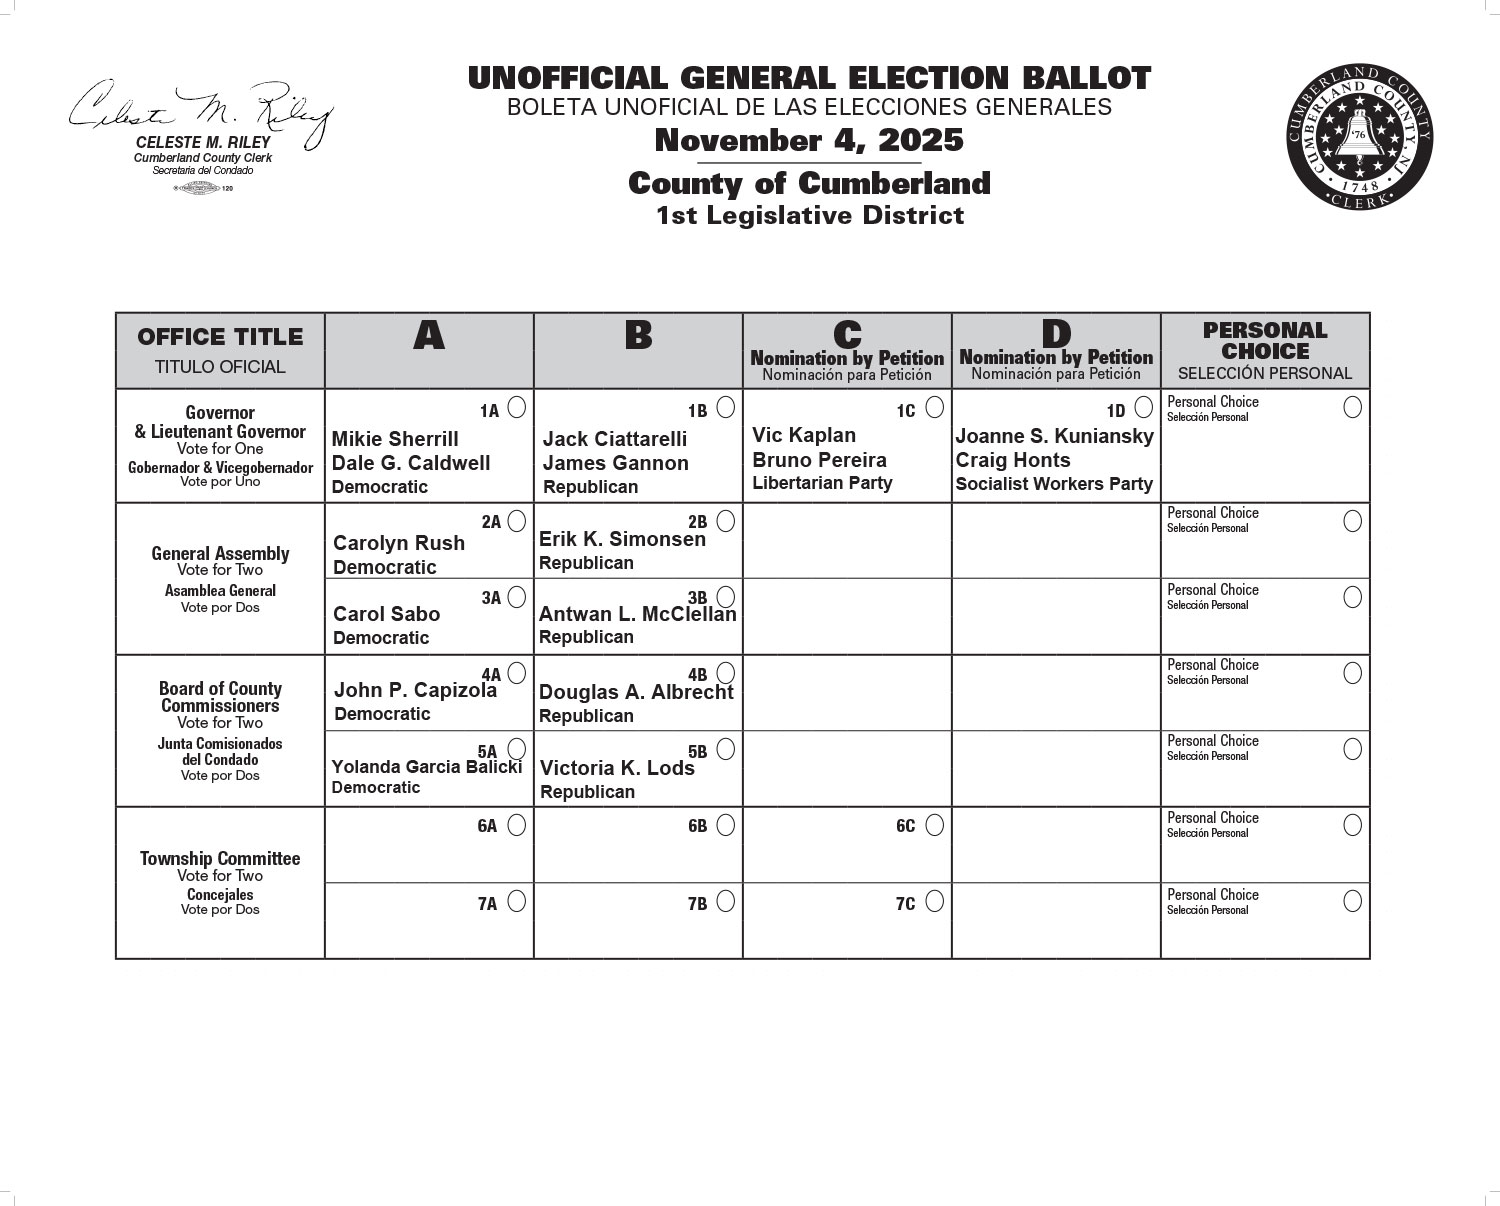 Celeste M. Riley
CELESTE M. RILEY
Cumberland County Clerk
Secretaria del Condado
120
UNOFFICIAL GENERAL ELECTION BALLOT
BOLETA UNOFICIAL DE LAS ELECCIONES GENERALES
November 4, 2025
County of Cumberland
1st Legislative District
CUMBERLAND COUNTY
CUMBERLAND COUNTY, NJ
'76
1748
CLERK
OFFICE TITLE
TITULO OFICIAL
A
B
C
Nomination by Petition
Nominación para Petición
D
Nomination by Petition
Nominación para Petición
PERSONAL
CHOICE
SELECCIÓN PERSONAL
Governor
& Lieutenant Governor
Vote for One
Gobernador & Vicegobernador
Vote por Uno
1A
Mikie Sherrill
Dale G. Caldwell
Democratic
1B
Jack Ciattarelli
James Gannon
Republican
1C
Vic Kaplan
Bruno Pereira
Libertarian Party
1D
Joanne S. Kuniansky
Craig Honts
Socialist Workers Party
Personal Choice
Selección Personal
General Assembly
Vote for Two
Asamblea General
Vote por Dos
2A
Carolyn Rush
Democratic
2B
Erik K. Simonsen
Republican
Personal Choice
Selección Personal
3A
Carol Sabo
Democratic
3B
Antwan L. McClellan
Republican
Personal Choice
Selección Personal
Board of County
Commissioners
Vote for Two
Junta Comisionados
del Condado
Vote por Dos
4A
John P. Capizola
Democratic
4B
Douglas A. Albrecht
Republican
Personal Choice
Selección Personal
5A
Yolanda Garcia Balicki
Democratic
5B
Victoria K. Lods
Republican
Personal Choice
Selección Personal
Township Committee
Vote for Two
Concejales
Vote por Dos
6A
6B
6C
Personal Choice
Selección Personal
7A
7B
7C
Personal Choice
Selección Personal